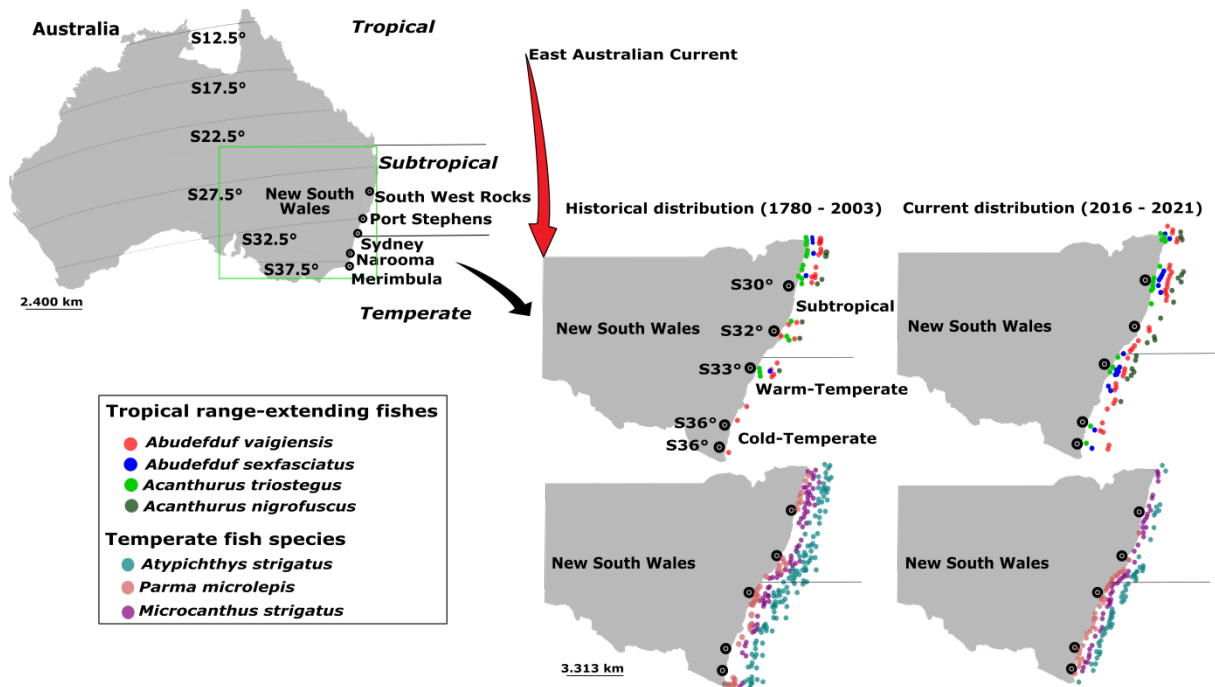 Australia
Tropical
S12.5°
S17.5°
S22.5°
Subtropical
S27.5°
New South
Wales
South West Rocks
Port Stephens
S32.5°
Sydney
Narooma
S37.5°
Merimbula
2.400 km
Temperate
East Australian Current
Historical distribution (1780 - 2003)
Current distribution (2016 - 2021)
S30°
Subtropical
New South Wales
S32°
S33°
Warm-Temperate
S36°
Cold-Temperate
S36°
New South Wales
Tropical range-extending fishes
Abudefduf vaigiensis
Abudefduf sexfasciatus
Acanthurus triostegus
Acanthurus nigrofuscus
Temperate fish species
Atypichthys strigatus
Parma microlepis
Microcanthus strigatus
New South Wales
3.313 km
New South Wales